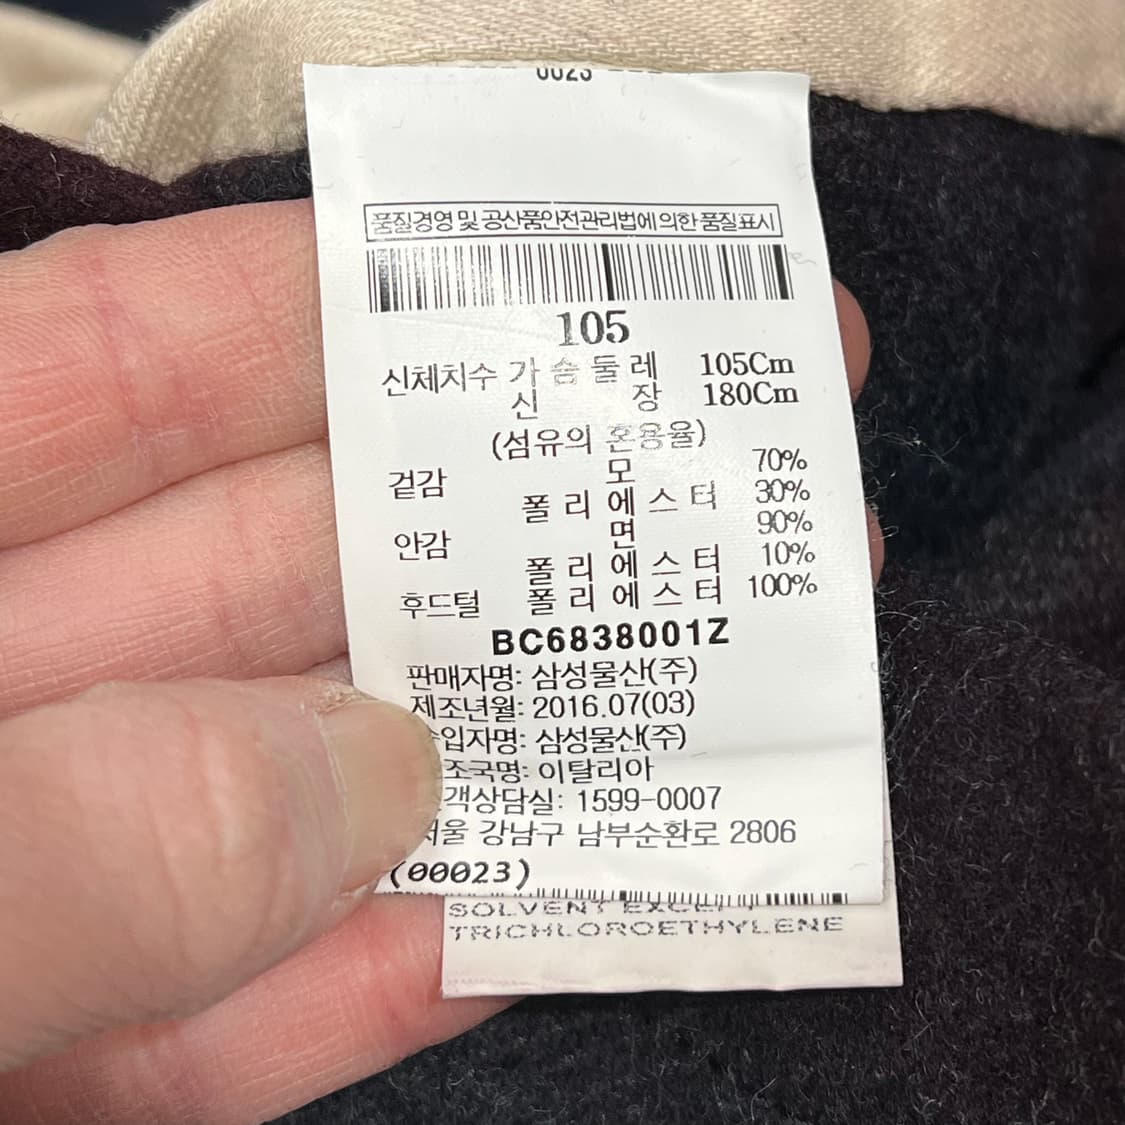 0023
품질경영 및 공산품안전관리법에 의한 품질표시
105
신체치수 가 슴 둘 레 105Cm
신 장 180Cm
(섬유의 혼용율)
겉감 모 70%
폴 리 에 스 터 30%
안감 면 90%
폴 리 에 스 터 10%
후드털 폴 리 에 스 터 100%
BC6838001Z
판매자명: 삼성물산(주)
제조년월: 2016.07(03)
입자명: 삼성물산(주)
조국명: 이탈리아
객상담실: 1599-0007
서울 강남구 남부순환로 2806
(00023)
SOLVENT EXCEPT
TRICHLOROETHYLENE